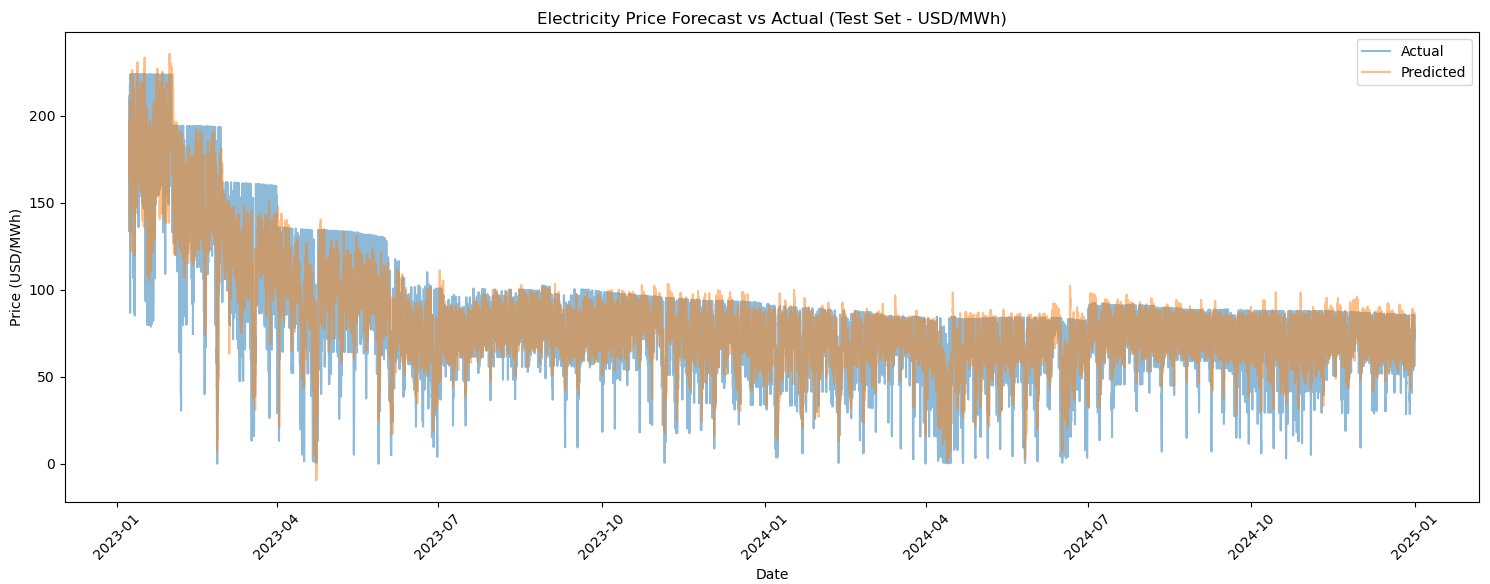 Electricity Price Forecast vs Actual (Test Set - USD/MWh)
Actual
Predicted
Price (USD/MWh)
200
150
100
50
0
2023-01
2023-04
2023-07
2023-10
2024-01
2024-04
2024-07
2024-10
2025-01
Date